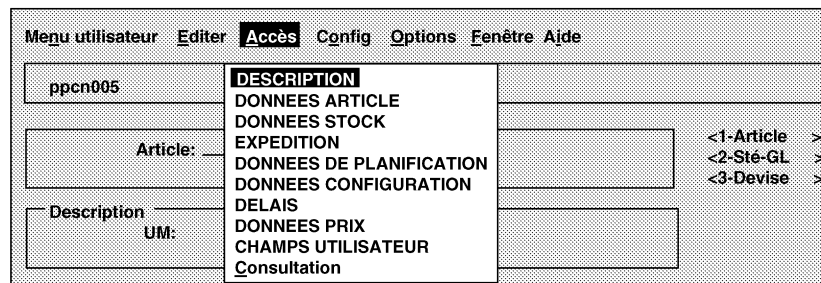 Menu utilisateur Editer Accès Config Options Fenêtre Aide
ppcn005
DESCRIPTION
DONNEES ARTICLE
DONNEES STOCK
EXPEDITION
DONNEES DE PLANIFICATION
DONNEES CONFIGURATION
DELAIS
DONNEES PRIX
CHAMPS UTILISATEUR
Consultation
Article: __
<1-Article >
<2-Sté-GL >
<3-Devise >
Description
UM: